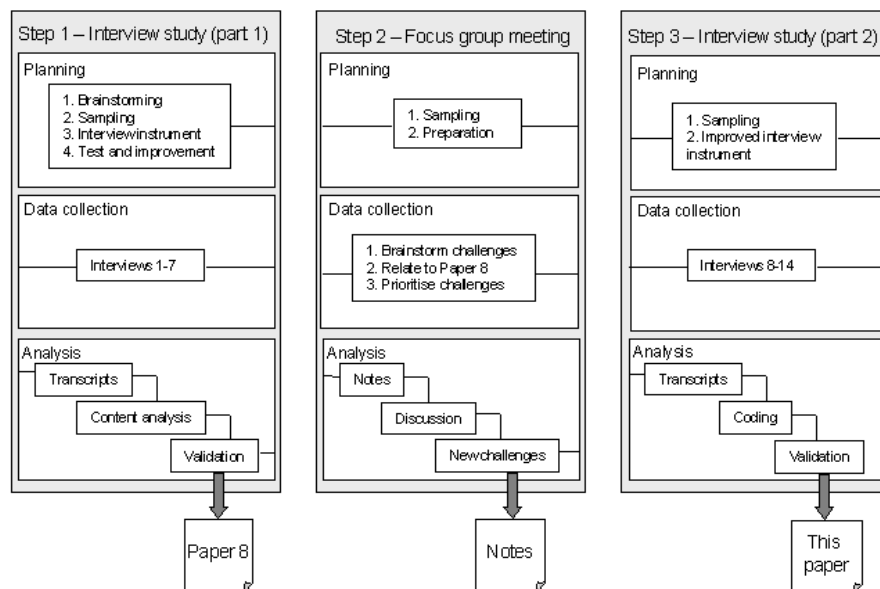 Step 1 – Interview study (part 1)
Planning
1. Brainstorming
2. Sampling
3. Interview instrument
4. Test and improvement
Data collection
Interviews 1-7
Analysis
Transcripts
Content analysis
Validation
Paper 8
Step 2 – Focus group meeting
Planning
1. Sampling
2. Preparation
Data collection
1. Brainstorm challenges
2. Relate to Paper 8
3. Prioritise challenges
Analysis
Notes
Discussion
New challenges
Notes
Step 3 – Interview study (part 2)
Planning
1. Sampling
2. Improved interview
instrument
Data collection
Interviews 8-14
Analysis
Transcripts
Coding
Validation
This
paper